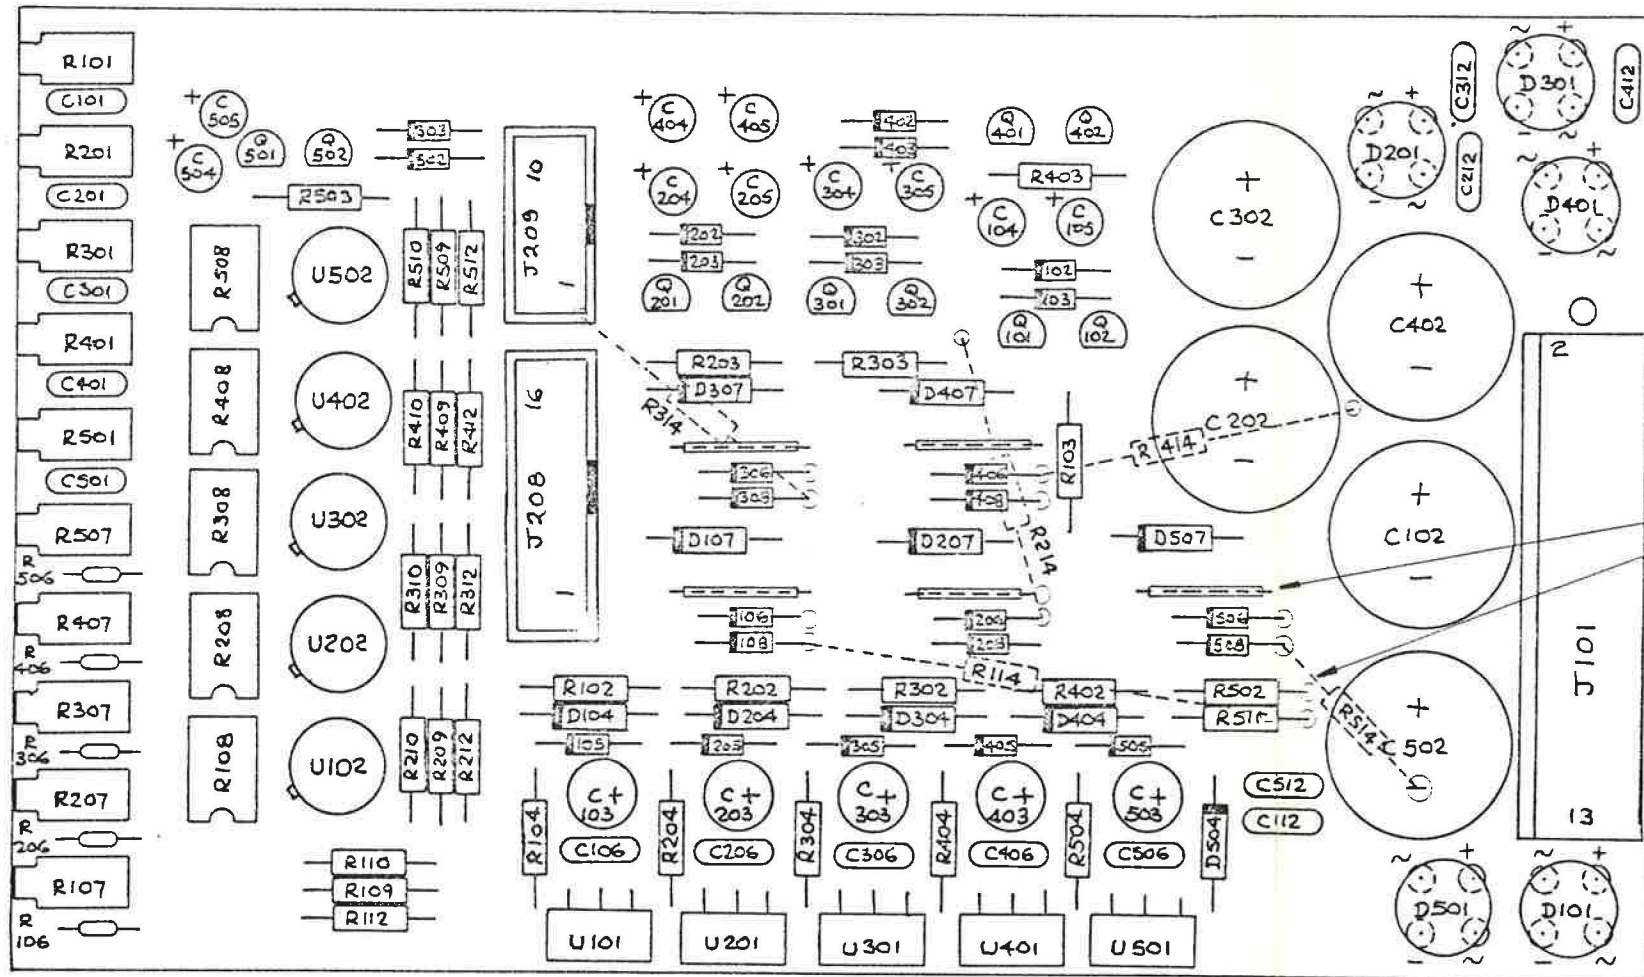 R101
C101
R201
C201
R301
C301
R401
C401
R501
C501
R507
R
506
R407
R
406
R307
R
306
R207
R
206
R107
R
106
+ C
505
+ C
504
Q
501
Q
502
303
502
R503
R508
R408
R308
R208
R108
U502
U402
U302
U202
U102
R510
R509
R512
R410
R409
R412
R310
R309
R312
R210
R209
R212
R110
R109
R112
J209
10
1
J208
16
1
+ C
404
+ C
405
+ C
204
+ C
205
202
203
Q
201
Q
202
402
403
+ C
304
+ C
305
302
303
Q
301
Q
302
Q
401
Q
402
R403
+ C
104
+ C
105
102
103
Q
101
Q
102
R203
D307
R314
R303
D407
R103
306
308
406
408
R414
R214
D107
D207
D507
106
108
206
208
506
508
R114
R514
R102
D104
105
R202
D204
205
R302
D304
305
R402
D404
405
R502
R512
505
R104
C +
103
C106
R204
C +
203
C206
R304
C +
303
C306
R404
C +
403
C406
R504
C +
503
C506
D504
C512
C112
U101
U201
U301
U401
U501
+
C302
-
+
C202
-
+
C402
-
+
C102
-
+
C502
~ +
D201
- ~
C312
C212
~ +
D301
- ~
C412
~ +
D401
- ~
2
J101
13
~ +
D501
- ~
~ +
D101
- ~